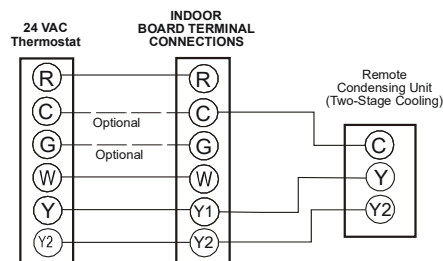 24 VAC
Thermostat
INDOOR
BOARD TERMINAL
CONNECTIONS
Remote
Condensing Unit
(Two-Stage Cooling)
R
C
G
W
Y
Y2
Optional
Optional
R
C
G
W
Y1
Y2
C
Y
Y2